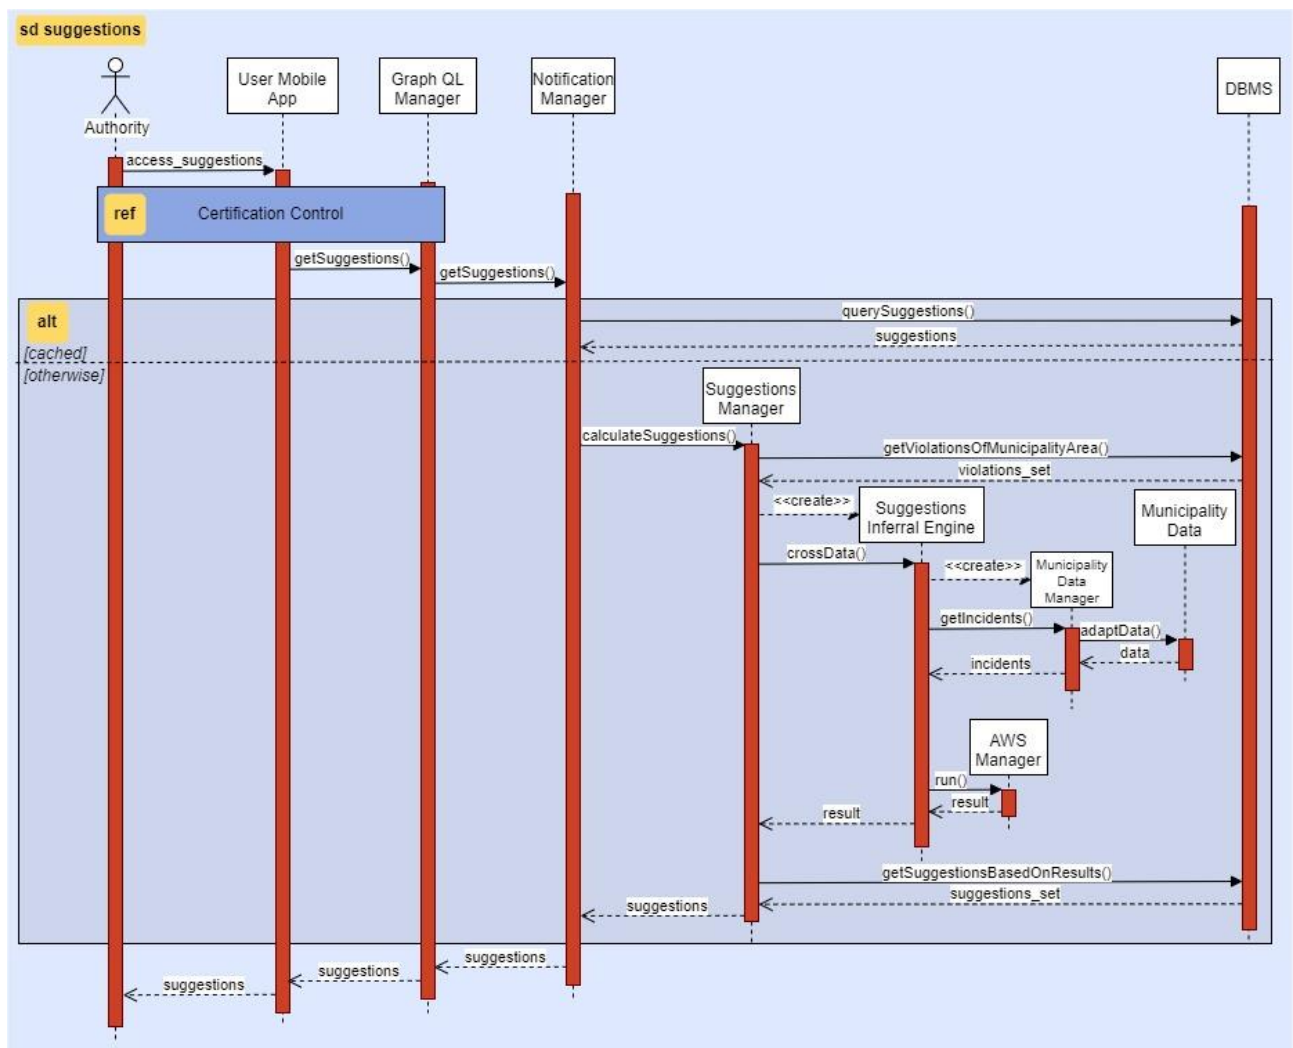 sd suggestions
User Mobile
App
Graph QL
Manager
Notification
Manager
DBMS
Authority
access_suggestions
ref
Certification Control
getSuggestions()
getSuggestions()
alt
querySuggestions()
suggestions
[cached]
[otherwise]
Suggestions
Manager
calculateSuggestions()
getViolationsOfMunicipalityArea()
violations_set
<<create>>
Suggestions
Inferral Engine
Municipality
Data
crossData()
<<create>>
Municipality
Data
Manager
getIncidents()
adaptData()
data
incidents
AWS
Manager
run()
result
result
getSuggestionsBasedOnResults()
suggestions_set
suggestions
suggestions
suggestions
suggestions